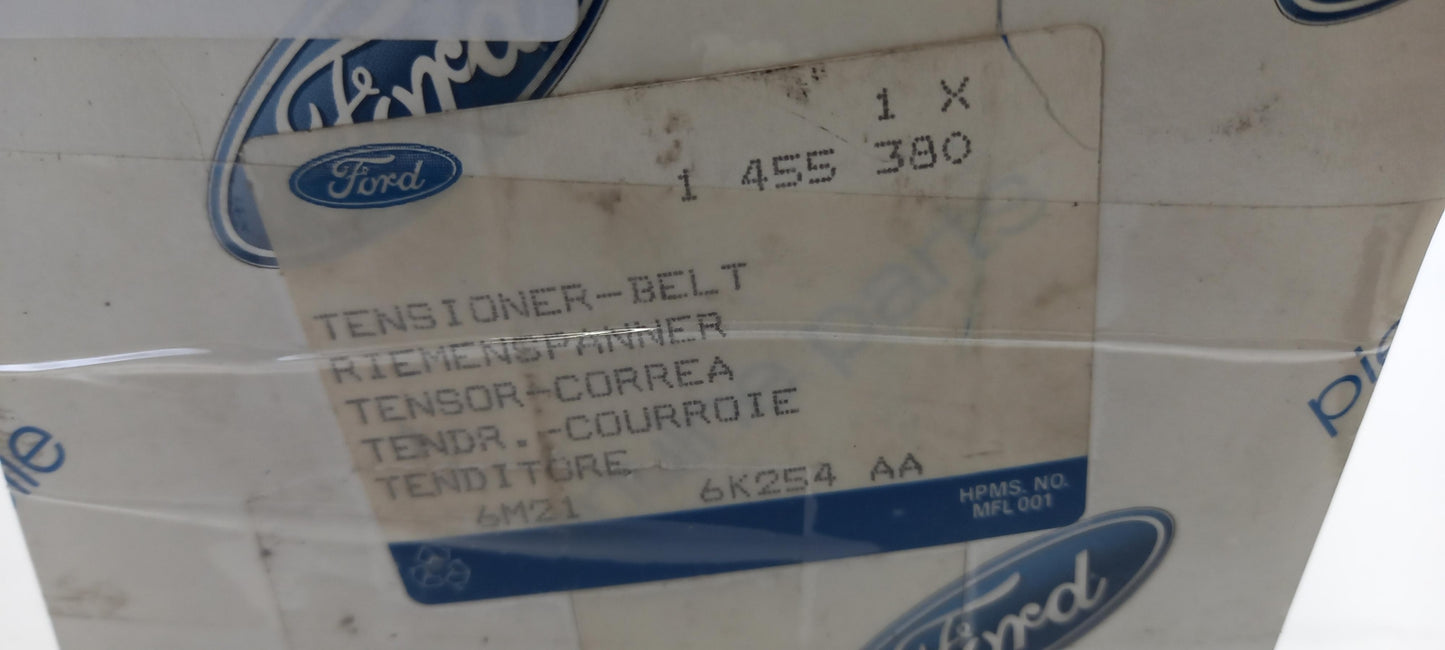 Ford
1 X
Ford
1 455 380
TENSIONER-BELT
RIEMENSPANNER
TENSOR-CORREA
TENDR.-COURROIE
TENDITORE
6M21 6K254 AA
HPMS. NO.
MFL 001
Ford